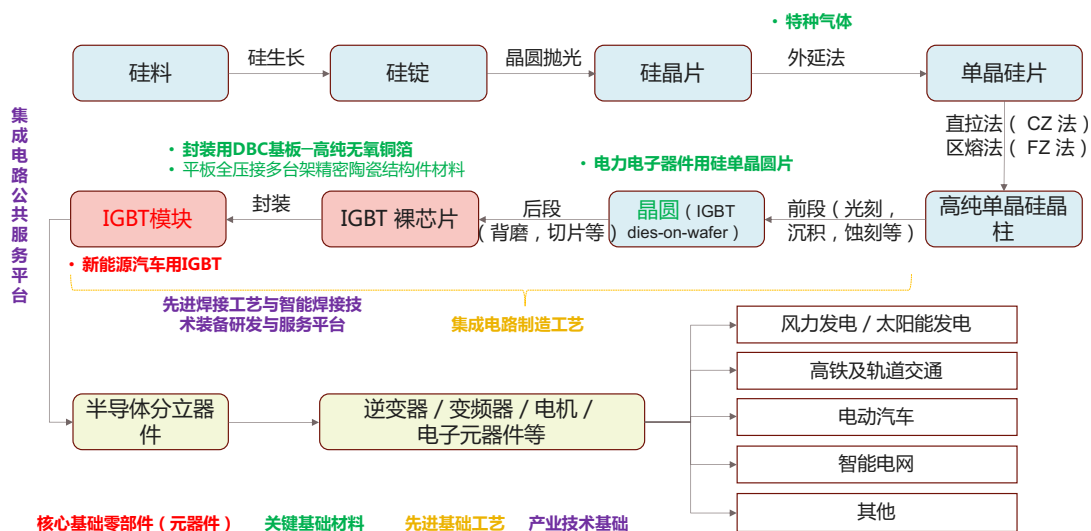 • 特种气体
硅料
硅生长
硅锭
晶圆抛光
硅晶片
外延法
单晶硅片
集成电路公共服务平台
直拉法（ CZ 法）
区熔法（ FZ 法）
• 封装用DBC基板—高纯无氧铜箔
• 平板全压接多台架精密陶瓷结构件材料
• 电力电子器件用硅单晶圆片
IGBT模块
封装
IGBT 裸芯片
后段
（背磨，切片等）
晶圆（ IGBT
dies-on-wafer ）
前段（光刻，
沉积，蚀刻等）
高纯单晶硅晶
柱
• 新能源汽车用IGBT
先进焊接工艺与智能焊接技
术装备研发与服务平台
集成电路制造工艺
半导体分立器
件
逆变器 / 变频器 / 电机 /
电子元器件等
风力发电 / 太阳能发电
高铁及轨道交通
电动汽车
智能电网
其他
核心基础零部件（元器件）
关键基础材料
先进基础工艺
产业技术基础